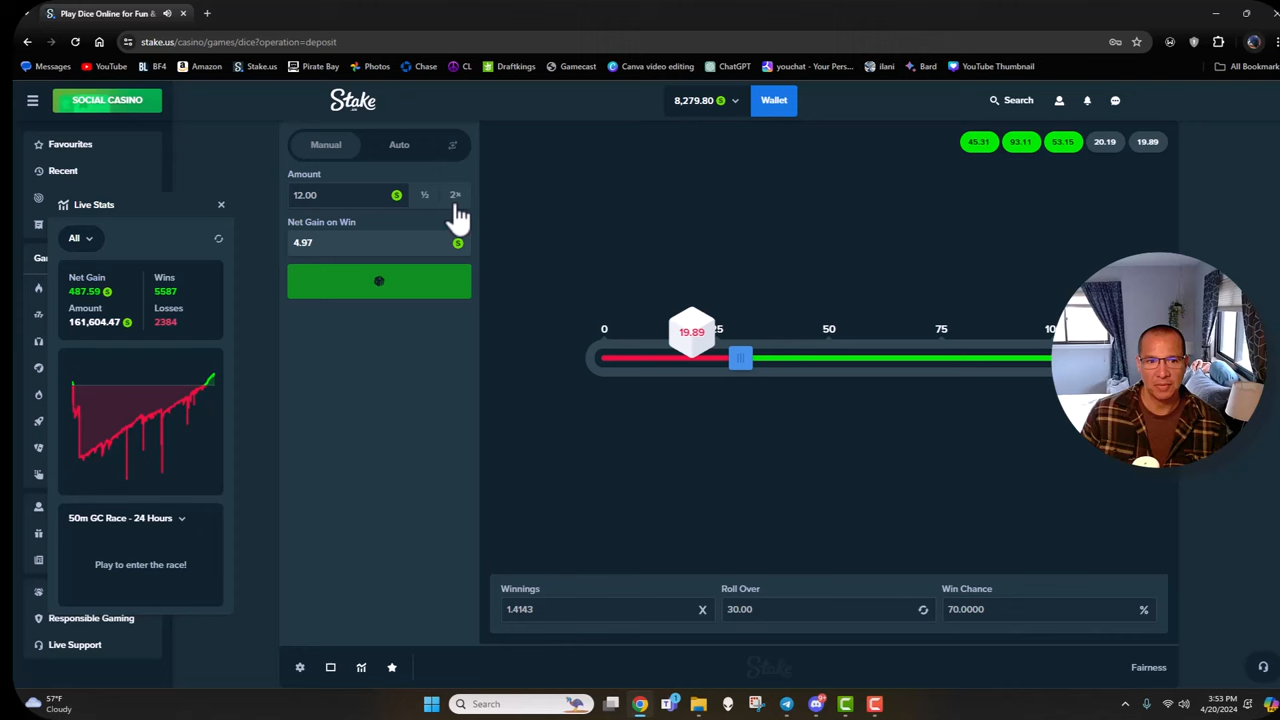 Play Dice Online for Fun &
stake.us/casino/games/dice?operation=deposit
Messages YouTube BF4 Amazon Stake.us Pirate Bay Photos Chase CL Draftkings Gamecast Canva video editing ChatGPT youchat - Your Pers... ilani Bard YouTube Thumbnail All Bookmark
SOCIAL CASINO
Stake
8,279.80
Wallet
Search
Favourites
Recent
Live Stats
All
Net Gain
487.59
Wins
5587
Amount
161,604.47
Losses
2384
50m GC Race - 24 Hours
Play to enter the race!
Responsible Gaming
Live Support
Manual Auto
Amount
12.00
½ 2×
Net Gain on Win
4.97
45.31 93.11 53.15 20.19 19.89
0 25 50 75
19.89
Winnings
1.4143 X
Roll Over
30.00
Win Chance
70.0000 %
Stake
Fairness
57°F
Cloudy
Search
3:53 PM
4/20/2024